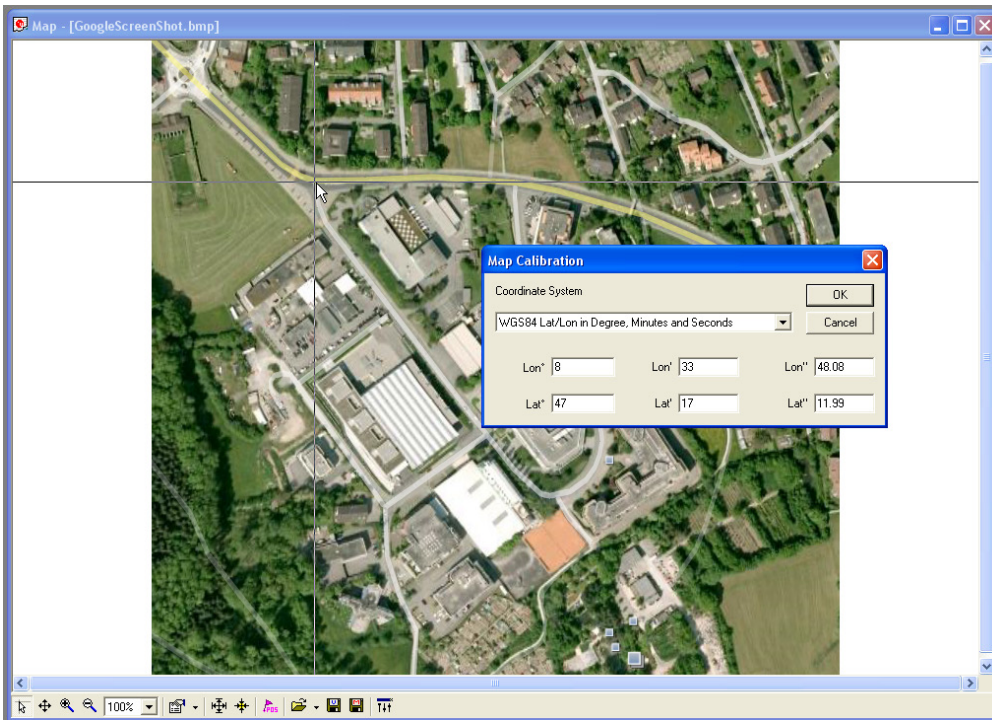 Map - [GoogleScreenShot.bmp]
Map Calibration
Coordinate System
OK
WGS84 Lat/Lon in Degree, Minutes and Seconds
Cancel
Lon° 8 Lon' 33 Lon'' 48.08
Lat° 47 Lat' 17 Lat'' 11.99
100%
POS